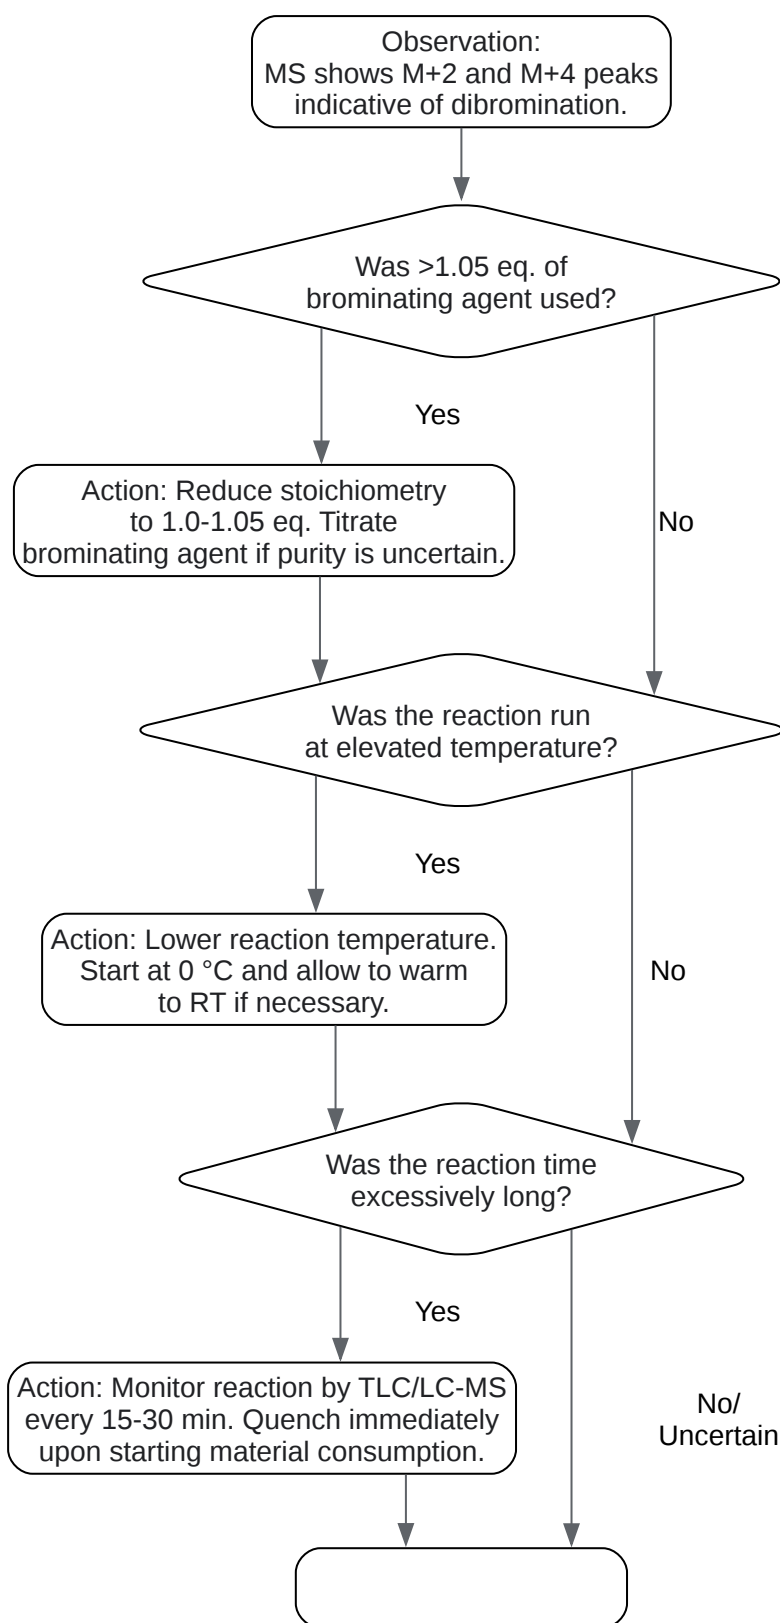 Observation:
MS shows M+2 and M+4 peaks
indicative of dibromination.
Was >1.05 eq. of
brominating agent used?
Yes
Action: Reduce stoichiometry
to 1.0-1.05 eq. Titrate
brominating agent if purity is uncertain.
No
Was the reaction run
at elevated temperature?
Yes
Action: Lower reaction temperature.
Start at 0 °C and allow to warm
to RT if necessary.
No
Was the reaction time
excessively long?
Yes
Action: Monitor reaction by TLC/LC-MS
every 15-30 min. Quench immediately
upon starting material consumption.
No/
Uncertain